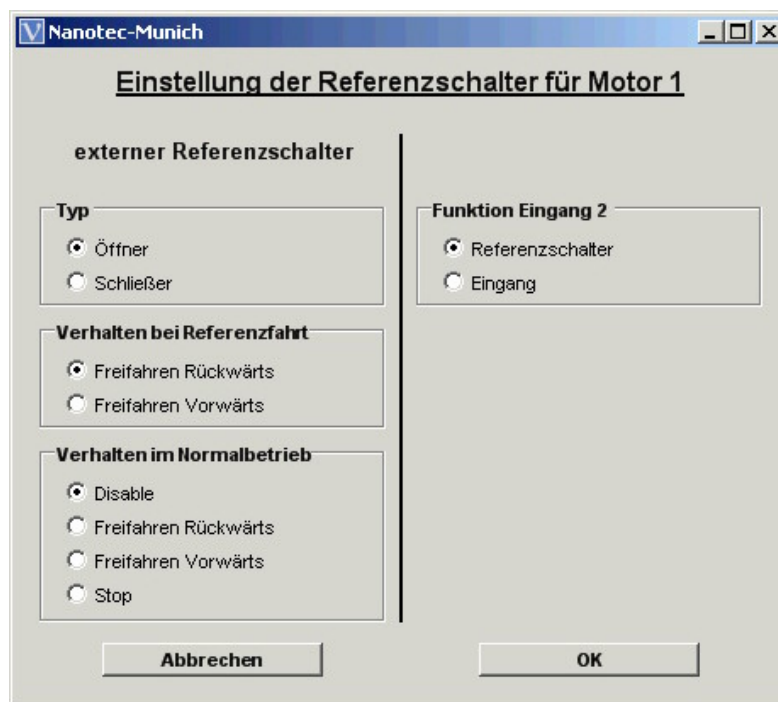 Nanotec-Munich
Einstellung der Referenzschalter für Motor 1
externer Referenzschalter
Typ
Öffner
Schließer
Verhalten bei Referenzfahrt
Freifahren Rückwärts
Freifahren Vorwärts
Verhalten im Normalbetrieb
Disable
Freifahren Rückwärts
Freifahren Vorwärts
Stop
Funktion Eingang 2
Referenzschalter
Eingang
Abbrechen
OK